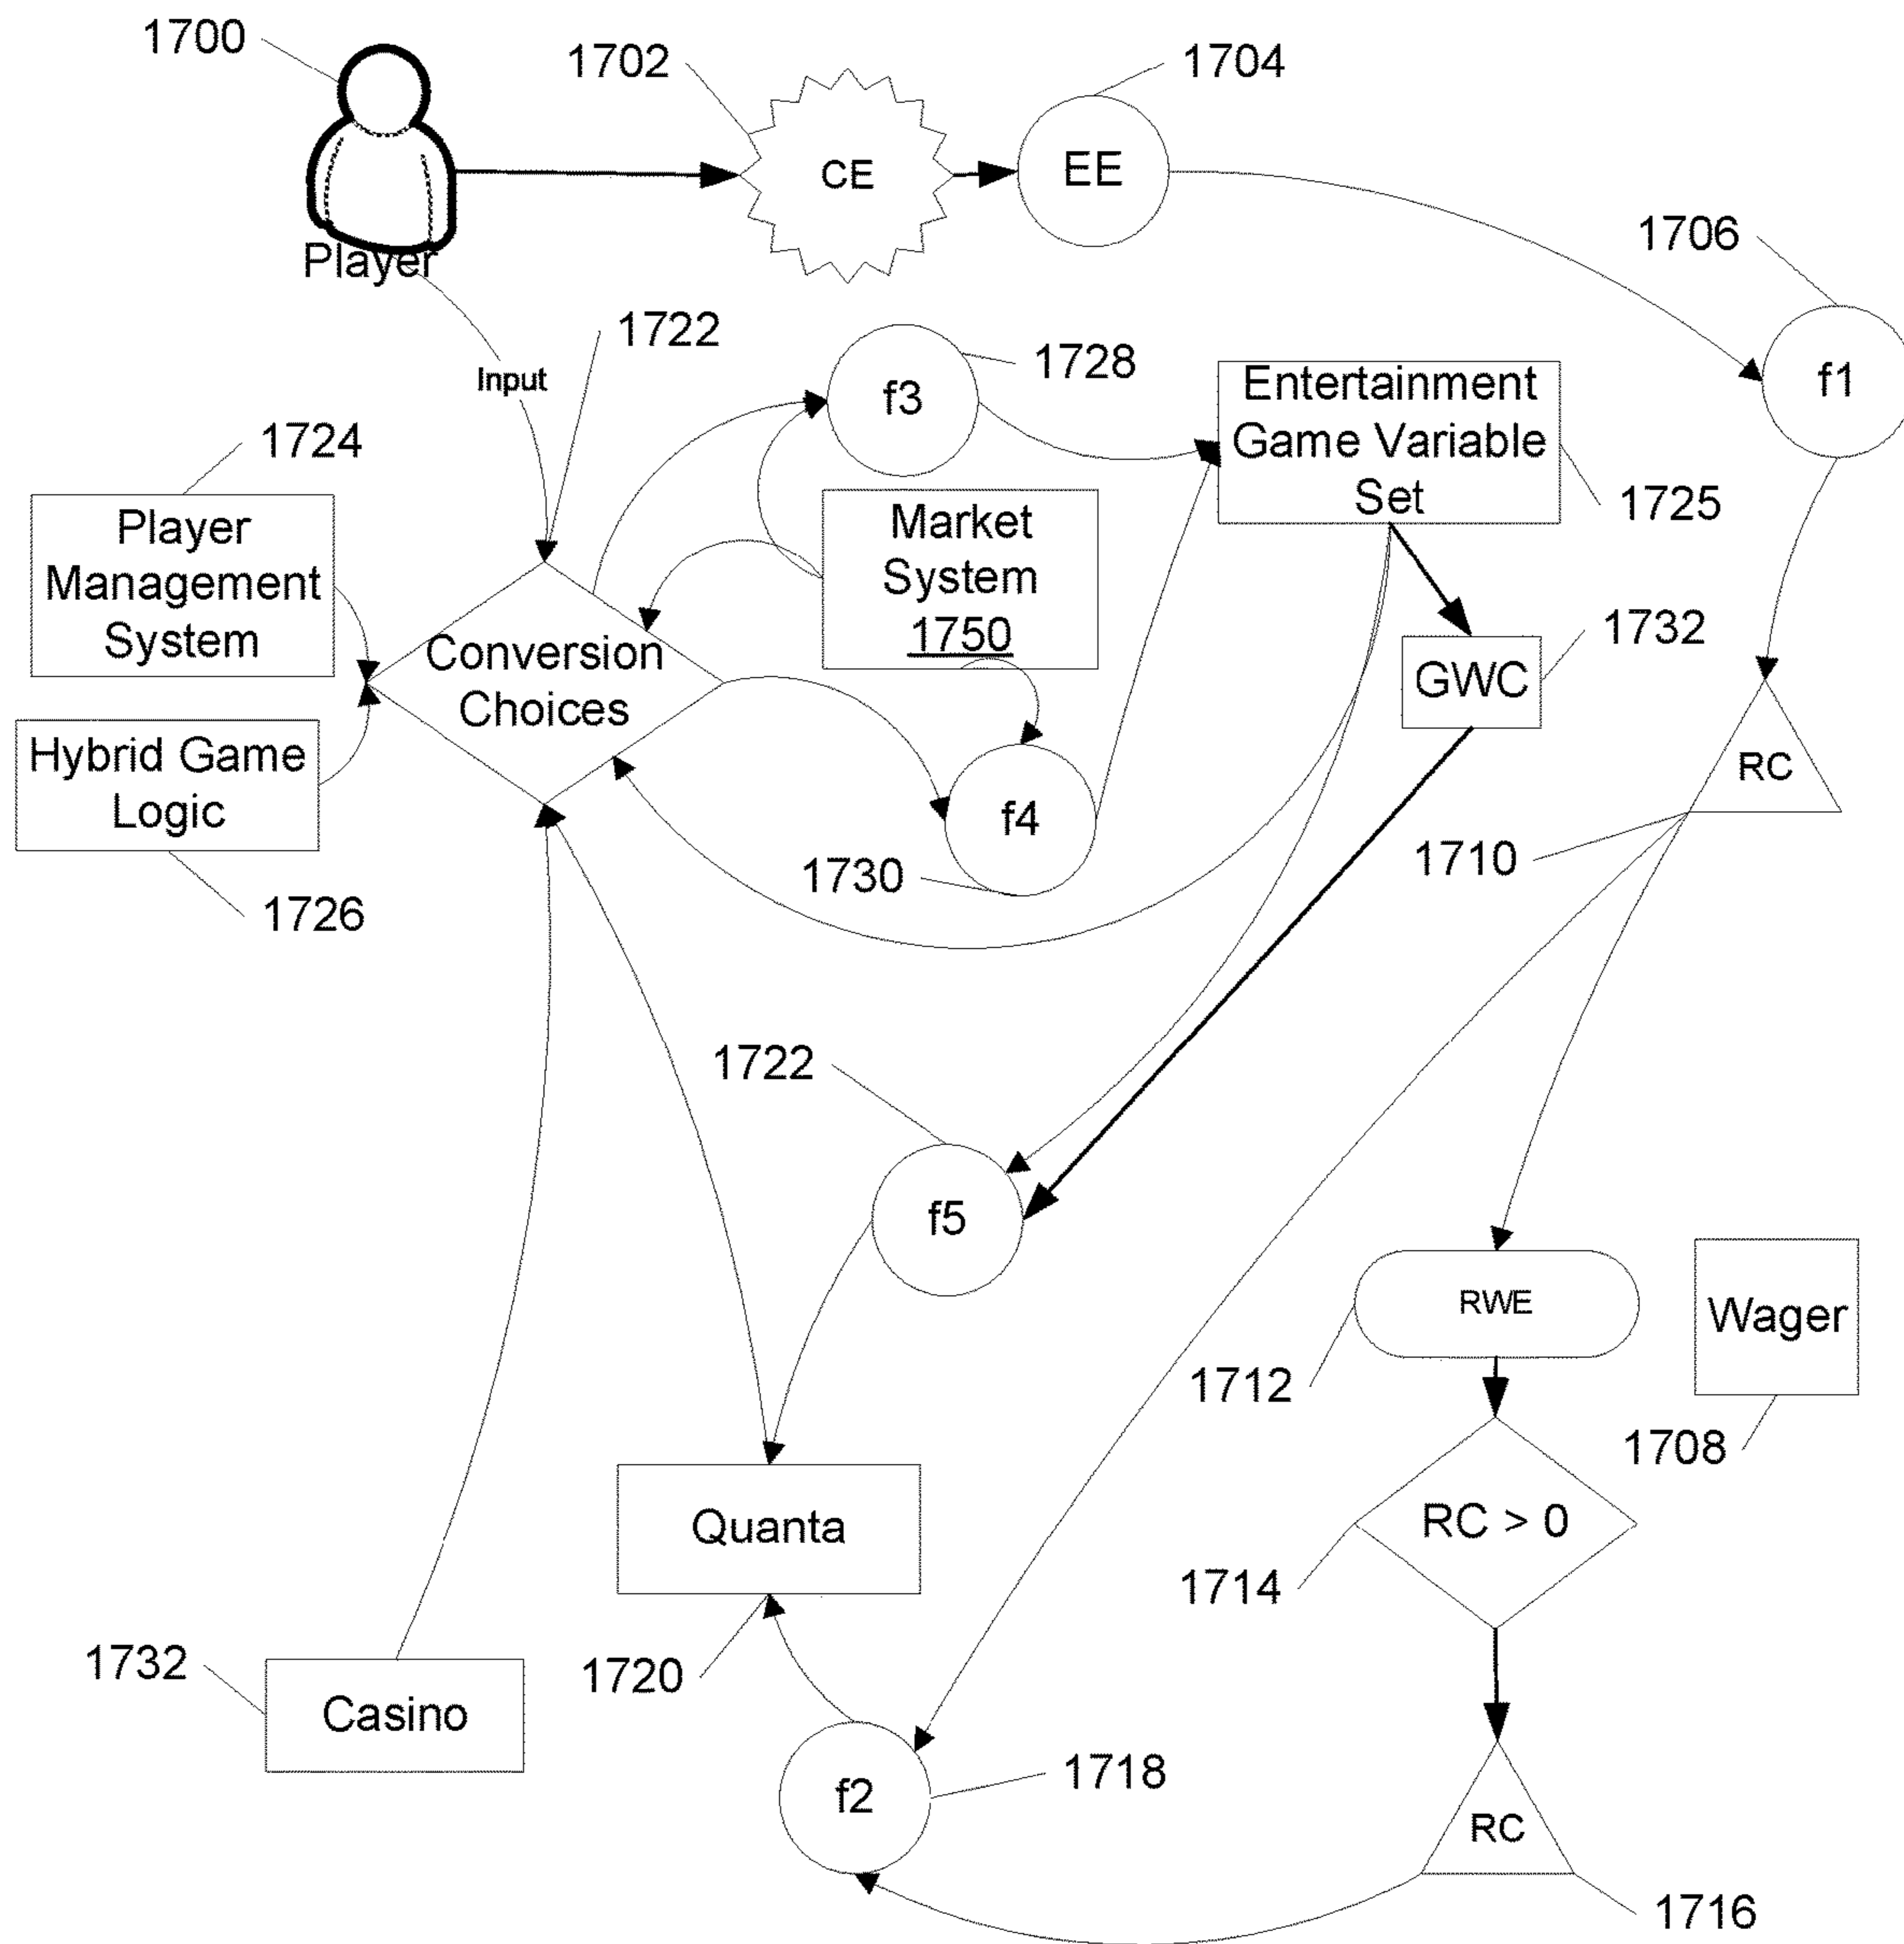 1700
1702
1704
CE
EE
Player
1706
1722
Input
1728
f3
f1
Entertainment
Game Variable
Set
1725
1724
Player
Management
System
Market
System
1750
1732
GWC
Conversion
Choices
Hybrid Game
Logic
RC
f4
1710
1730
1726
1722
f5
RWE
Wager
1712
1708
Quanta
RC > 0
1714
1732
1720
Casino
f2
1718
RC
1716